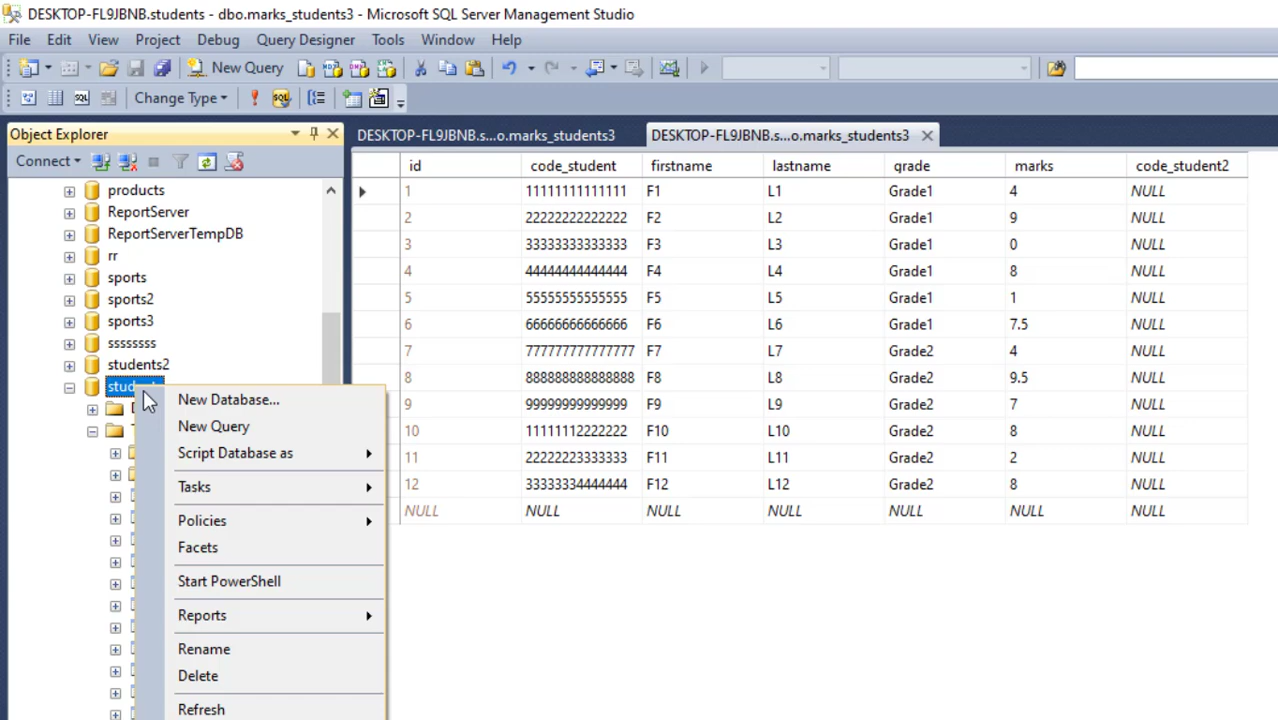 DESKTOP-FL9JBNB.students - dbo.marks_students3 - Microsoft SQL Server Management Studio
File Edit View Project Debug Query Designer Tools Window Help
New Query
Change Type
Object Explorer
DESKTOP-FL9JBNB.s...o.marks_students3
DESKTOP-FL9JBNB.s...o.marks_students3
Connect
products
ReportServer
ReportServerTempDB
rr
sports
sports2
sports3
ssssssss
students2
New Database...
New Query
Script Database as
Tasks
Policies
Facets
Start PowerShell
Reports
Rename
Delete
Refresh
id code_student firstname lastname grade marks code_student2
1 11111111111111 F1 L1 Grade1 4 NULL
2 22222222222222 F2 L2 Grade1 9 NULL
3 33333333333333 F3 L3 Grade1 0 NULL
4 44444444444444 F4 L4 Grade1 8 NULL
5 55555555555555 F5 L5 Grade1 1 NULL
6 66666666666666 F6 L6 Grade1 7.5 NULL
7 777777777777777 F7 L7 Grade2 4 NULL
8 888888888888888 F8 L8 Grade2 9.5 NULL
9 99999999999999 F9 L9 Grade2 7 NULL
10 11111112222222 F10 L10 Grade2 8 NULL
11 22222223333333 F11 L11 Grade2 2 NULL
12 33333334444444 F12 L12 Grade2 8 NULL
NULL NULL NULL NULL NULL NULL NULL